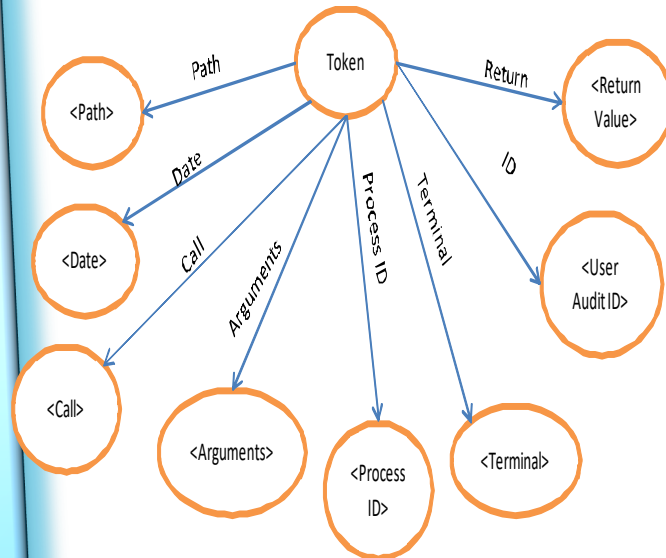 Token
Path
Return
<Path>
<Return
Value>
Date
ID
Process ID
Terminal
Call
Arguments
<Date>
<User
Audit ID>
<Call>
<Arguments>
<Process
ID>
<Terminal>